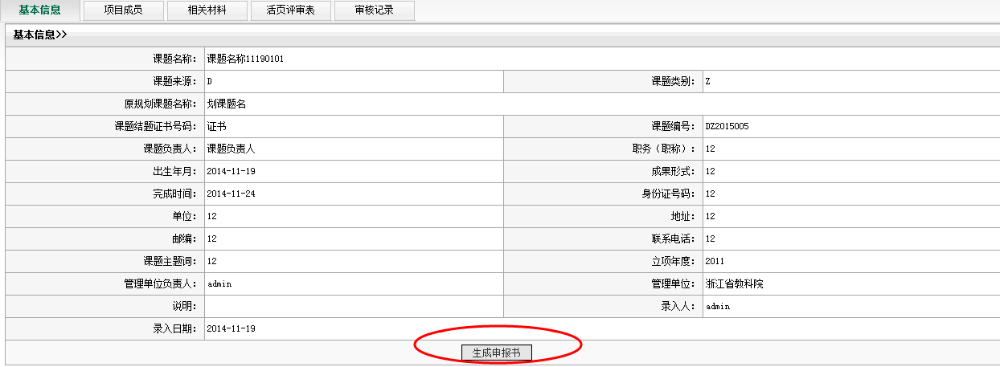 基本信息 项目成员 相关材料 活页评审表 审核记录
基本信息>>
课题名称： 课题名称11190101
课题来源： D 课题类别： Z
原规划课题名称： 划课题名
课题结题证书号码： 证书 课题编号： DZ2015005
课题负责人： 课题负责人 职务（职称）： 12
出生年月： 2014-11-19 成果形式： 12
完成时间： 2014-11-24 身份证号码： 12
单位： 12 地址： 12
邮编： 12 联系电话： 12
课题主题词： 12 立项年度： 2011
管理单位负责人： admin 管理单位： 浙江省教科院
说明： 录入人： admin
录入日期： 2014-11-19
生成申报书